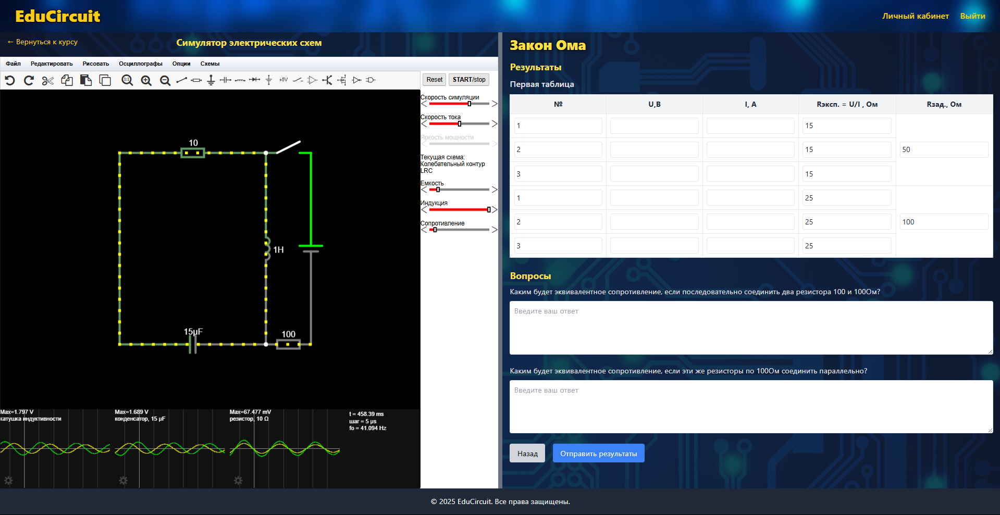 EduCircuit
Личный кабинет Выйти
← Вернуться к курсу
Симулятор электрических схем
Файл Редактировать Рисовать Осциллографы Опции Схемы
1:1 +5V
Reset START/stop
Скорость симуляции
Скорость тока
Яркость мощности
Текущая схема:
Колебательный контур
LRC
Емкость
Индукция
Сопротивление
10
1H
15μF
100
Max=1.797 V
катушка индуктивности
Max=1.689 V
конденсатор, 15 μF
Max=67.477 mV
резистор, 10 Ω
t = 458.39 ms
шаг = 5 μs
fo = 41.094 Hz
Закон Ома
Результаты
Первая таблица
№ U,В I, А Rэксп. = U/I , Ом Rзад., Ом
1 15
2 15 50
3 15
1 25
2 25 100
3 25
Вопросы
Каким будет эквивалентное сопротивление, если последовательно соединить два резистора 100 и 100Ом?
Введите ваш ответ
Каким будет эквивалентное сопротивление, если эти же резисторы по 100Ом соединить параллельно?
Введите ваш ответ
Назад Отправить результаты
© 2025 EduCircuit. Все права защищены.